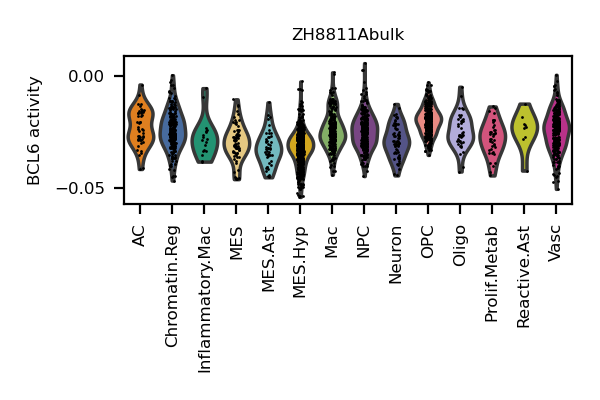 ZH8811Abulk
BCL6 activity
0.00
−0.05
AC
Chromatin.Reg
Inflammatory.Mac
MES
MES.Ast
MES.Hyp
Mac
NPC
Neuron
OPC
Oligo
Prolif.Metab
Reactive.Ast
Vasc